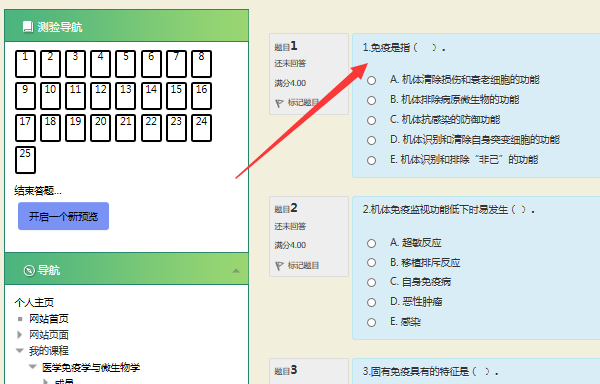 测验导航
1 2 3 4 5 6 7 8
9 10 11 12 13 14 15 16
17 18 19 20 21 22 23 24
25
结束答题...
开启一个新预览
导航
个人主页
网站首页
网站页面
我的课程
医学免疫学与微生物学
成员
题目1
还未回答
满分4.00
标记题目
1.免疫是指（ ）.
A. 机体清除损伤和衰老细胞的功能
B. 机体排除病原微生物的功能
C. 机体抗感染的防御功能
D. 机体识别和清除自身突变细胞的功能
E. 机体识别和排除“非己”的功能
题目2
还未回答
满分4.00
标记题目
2.机体免疫监视功能低下时易发生（ ）.
A. 超敏反应
B. 移植排斥反应
C. 自身免疫病
D. 恶性肿瘤
E. 感染
题目3
3.固有免疫具有的特征是（ ）.